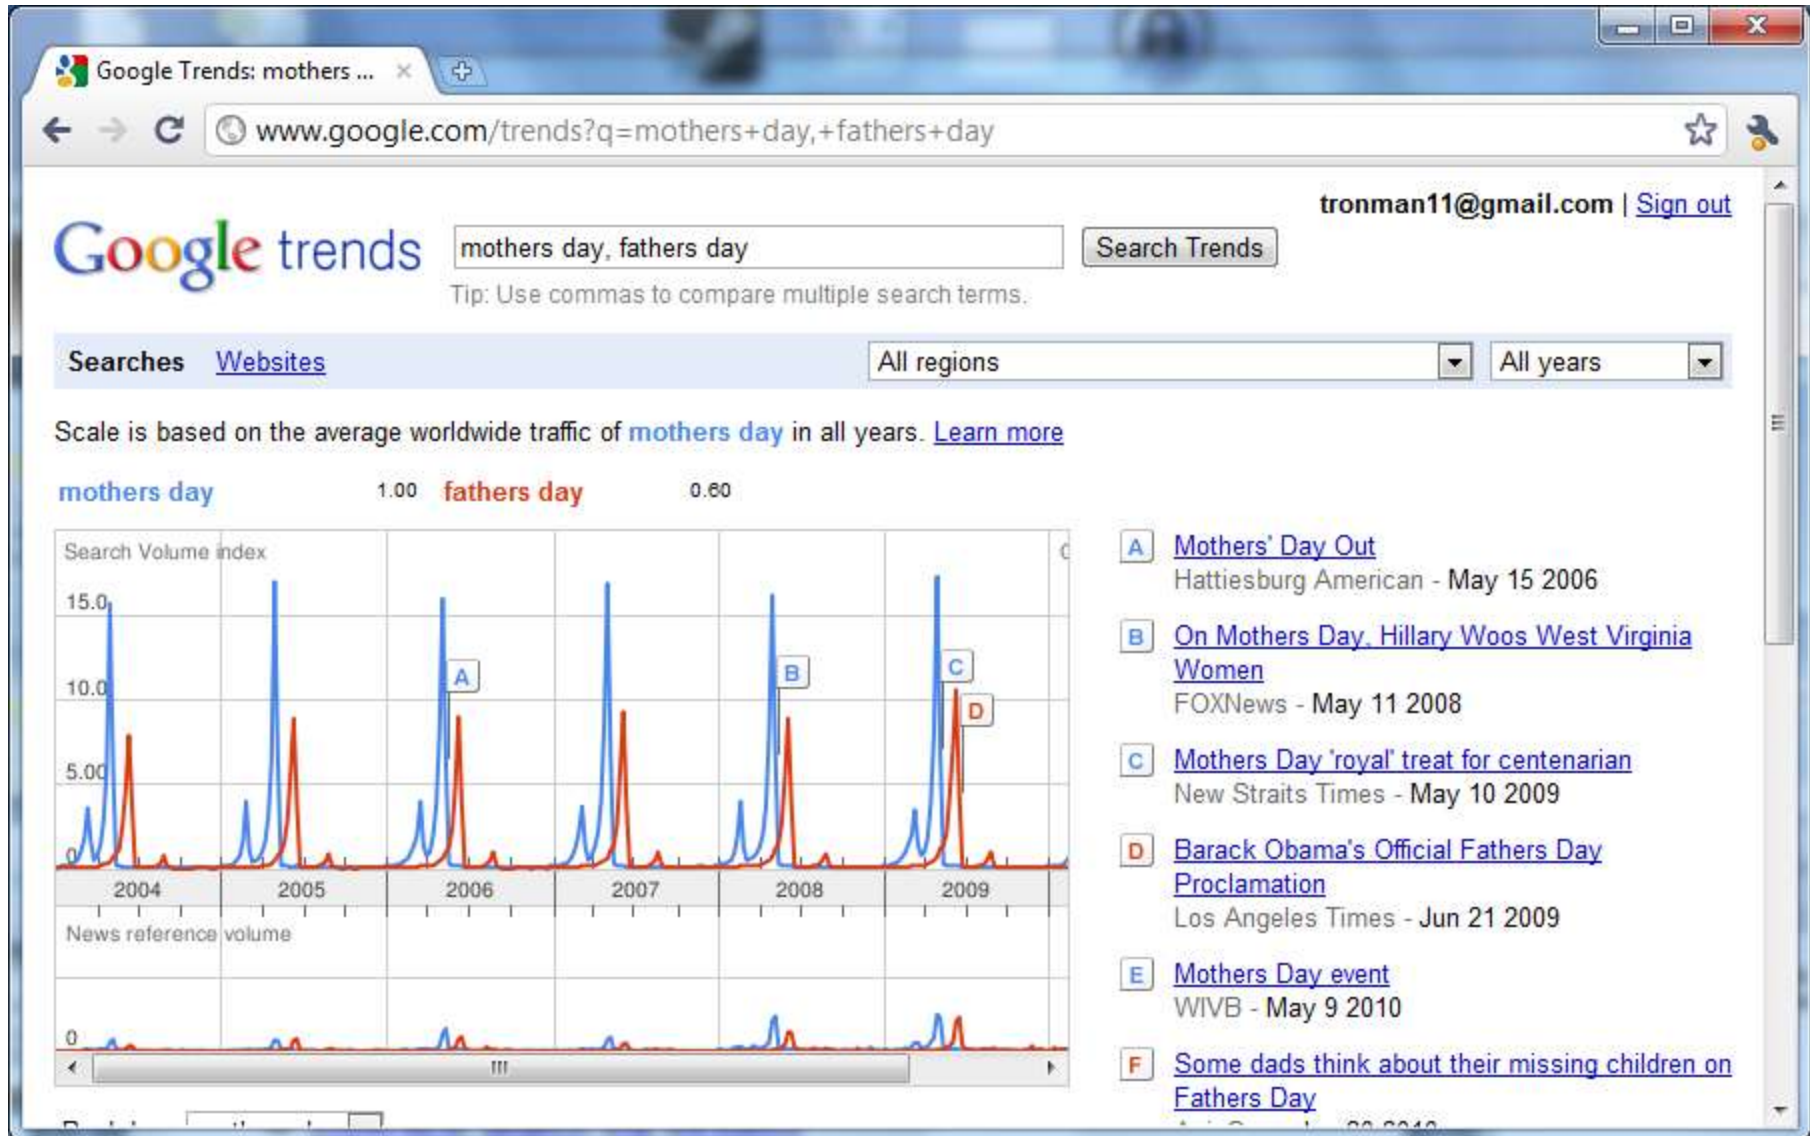 Google Trends: mothers ...
www.google.com/trends?q=mothers+day,+fathers+day
tronman11@gmail.com | Sign out
Google trends
mothers day, fathers day
Search Trends
Tip: Use commas to compare multiple search terms.
Searches Websites
All regions
All years
Scale is based on the average worldwide traffic of mothers day in all years. Learn more
mothers day 1.00 fathers day 0.60
Search Volume index
15.0
10.0
5.00
0
A
B
C
D
2004 2005 2006 2007 2008 2009
News reference volume
0
A Mothers' Day Out
Hattiesburg American - May 15 2006
B On Mothers Day, Hillary Woos West Virginia
Women
FOXNews - May 11 2008
C Mothers Day 'royal' treat for centenarian
New Straits Times - May 10 2009
D Barack Obama's Official Fathers Day
Proclamation
Los Angeles Times - Jun 21 2009
E Mothers Day event
WIVB - May 9 2010
F Some dads think about their missing children on
Fathers Day